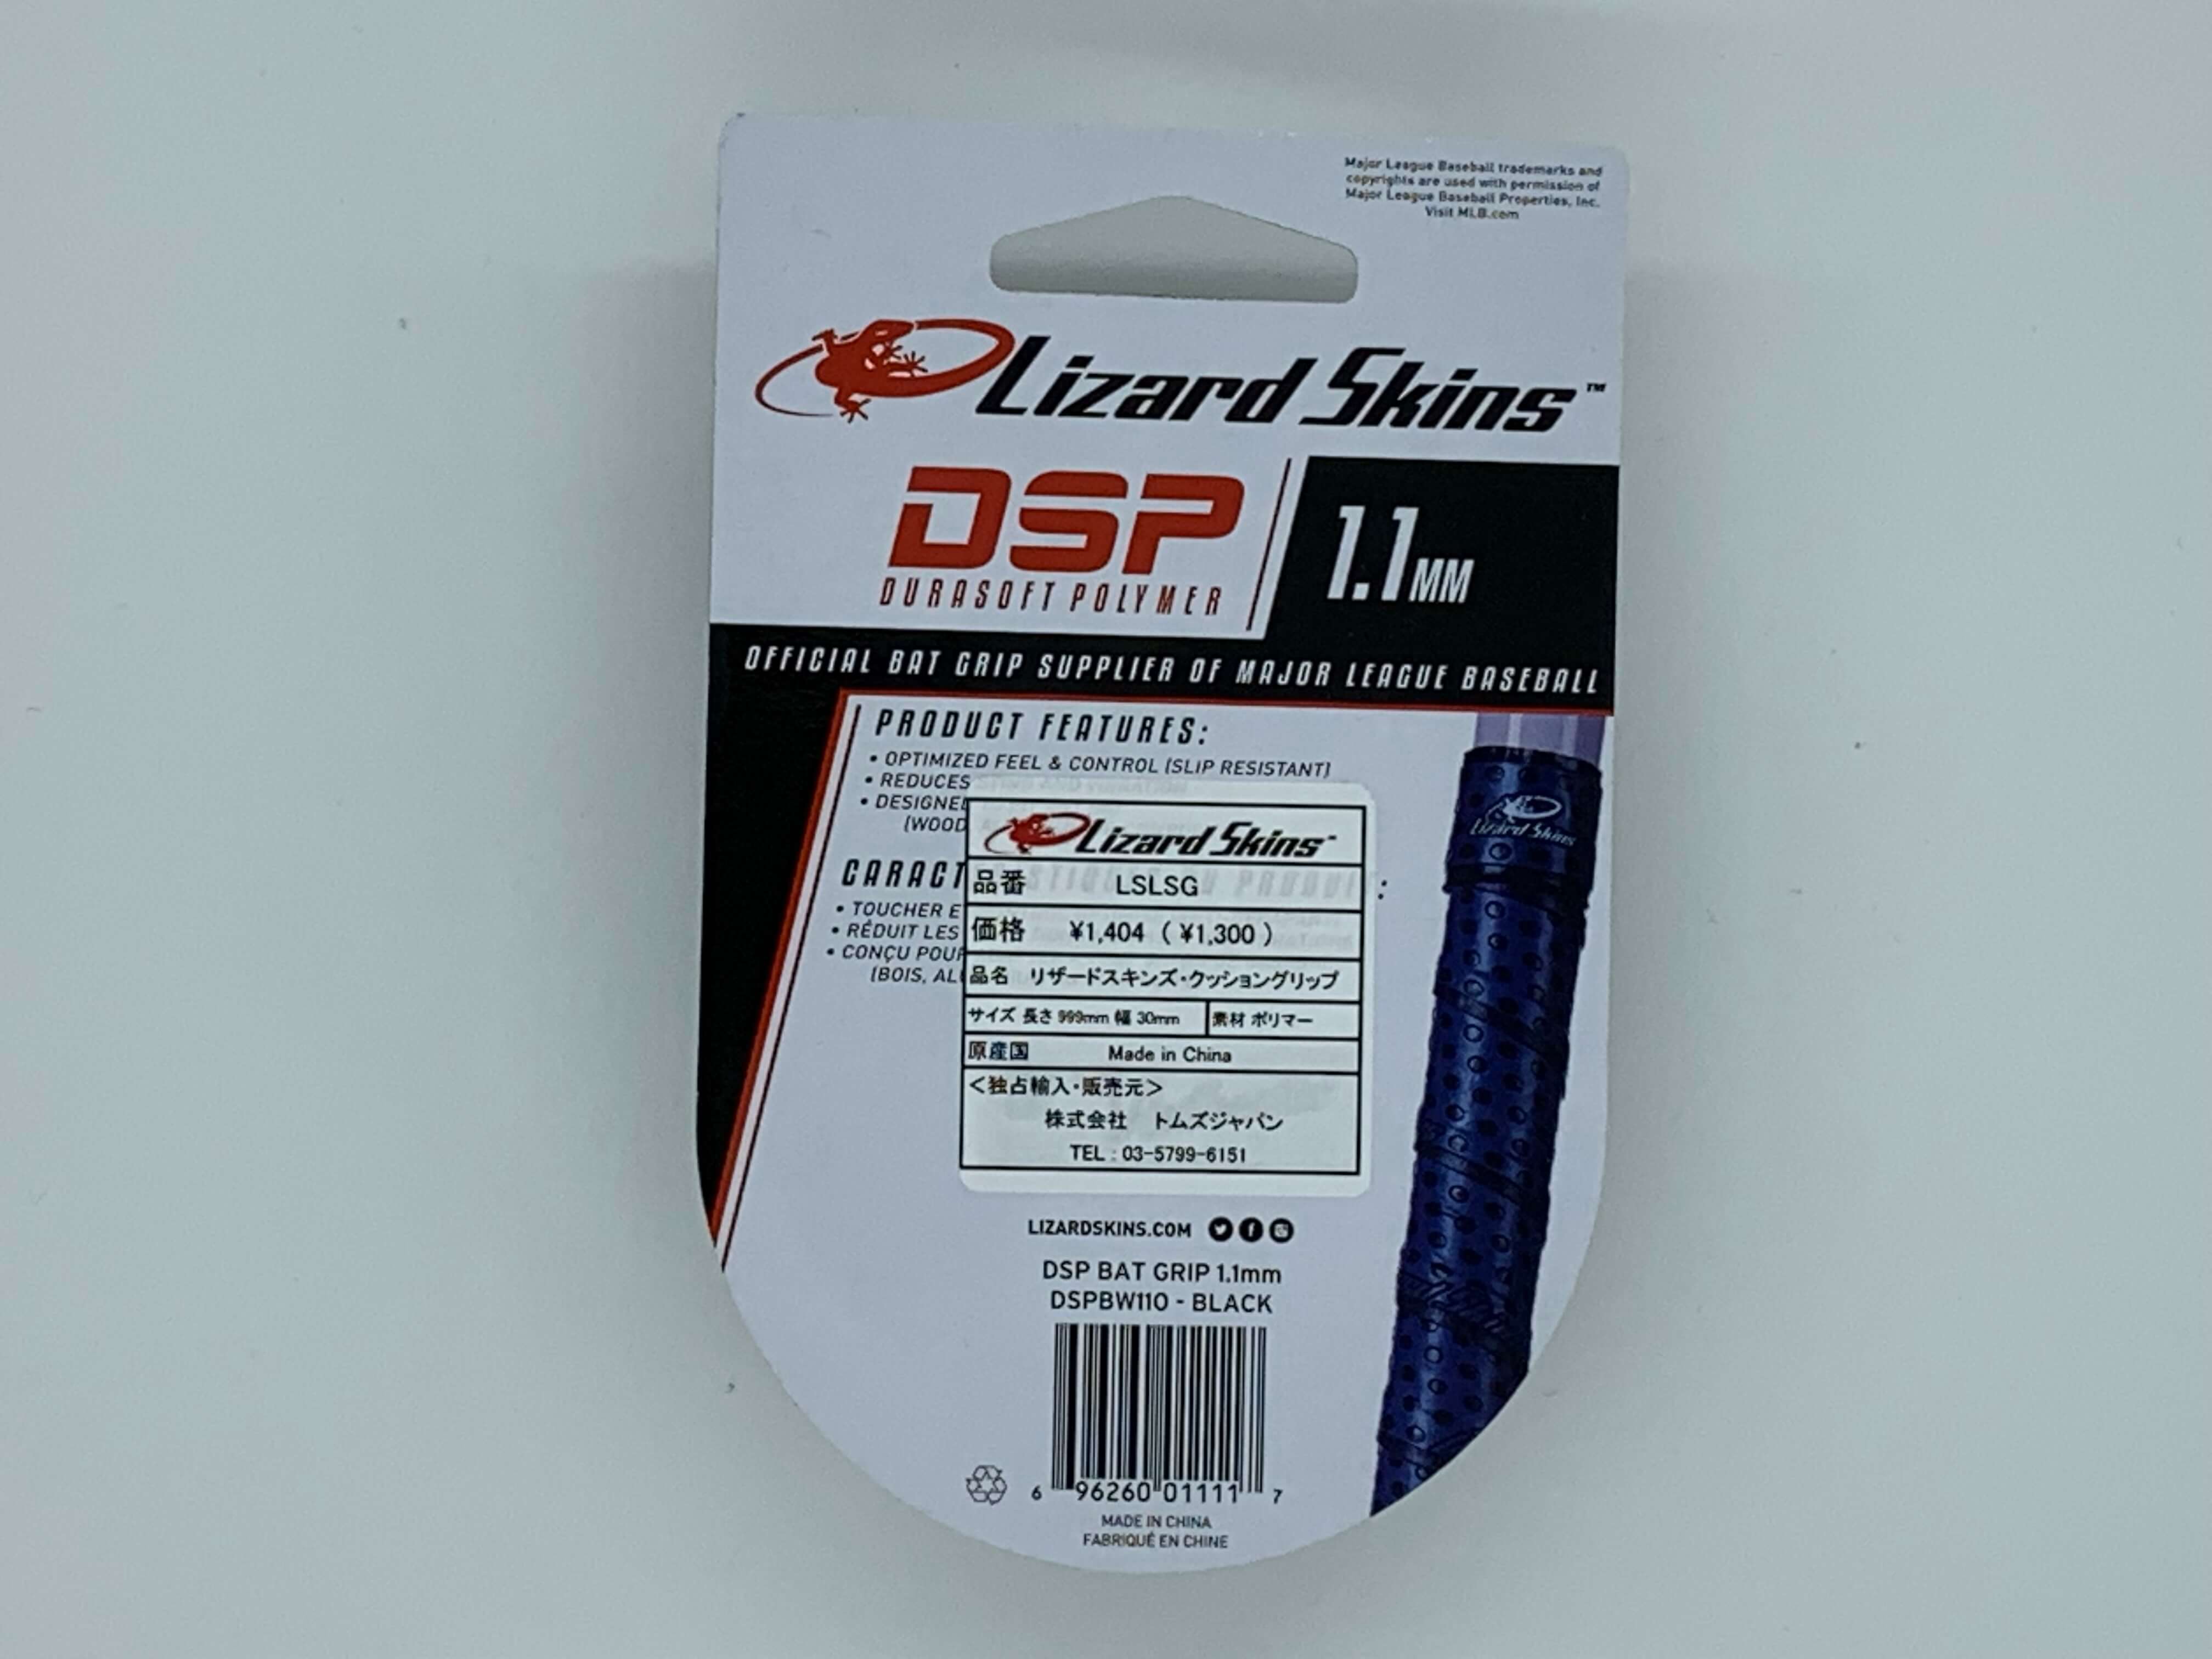 Major League Baseball trademarks and
copyrights are used with permission of
Major League Baseball Properties, Inc.
Visit MLB.com
Lizard Skins™
DSP
DURASOFT POLYMER
1.1MM
OFFICIAL BAT GRIP SUPPLIER OF MAJOR LEAGUE BASEBALL
PRODUCT FEATURES:
• OPTIMIZED FEEL & CONTROL (SLIP RESISTANT)
• REDUCES
• DESIGNED
(WOOD
CARACT :
• TOUCHER E
• RÉDUIT LES
• CONÇU POUR
(BOIS, AL
Lizard Skins™
品番 LSLSG
価格 ¥1,404 ( ¥1,300 )
品名 リザードスキンズ・クッショングリップ
サイズ 長さ 999mm 幅 30mm 素材 ポリマー
原産国 Made in China
<独占輸入・販売元>
株式会社 トムズジャパン
TEL : 03-5799-6151
Lizard Skins
LIZARDSKINS.COM
DSP BAT GRIP 1.1mm
DSPBW110 - BLACK
6 96260 01111 7
MADE IN CHINA
FABRIQUÉ EN CHINE